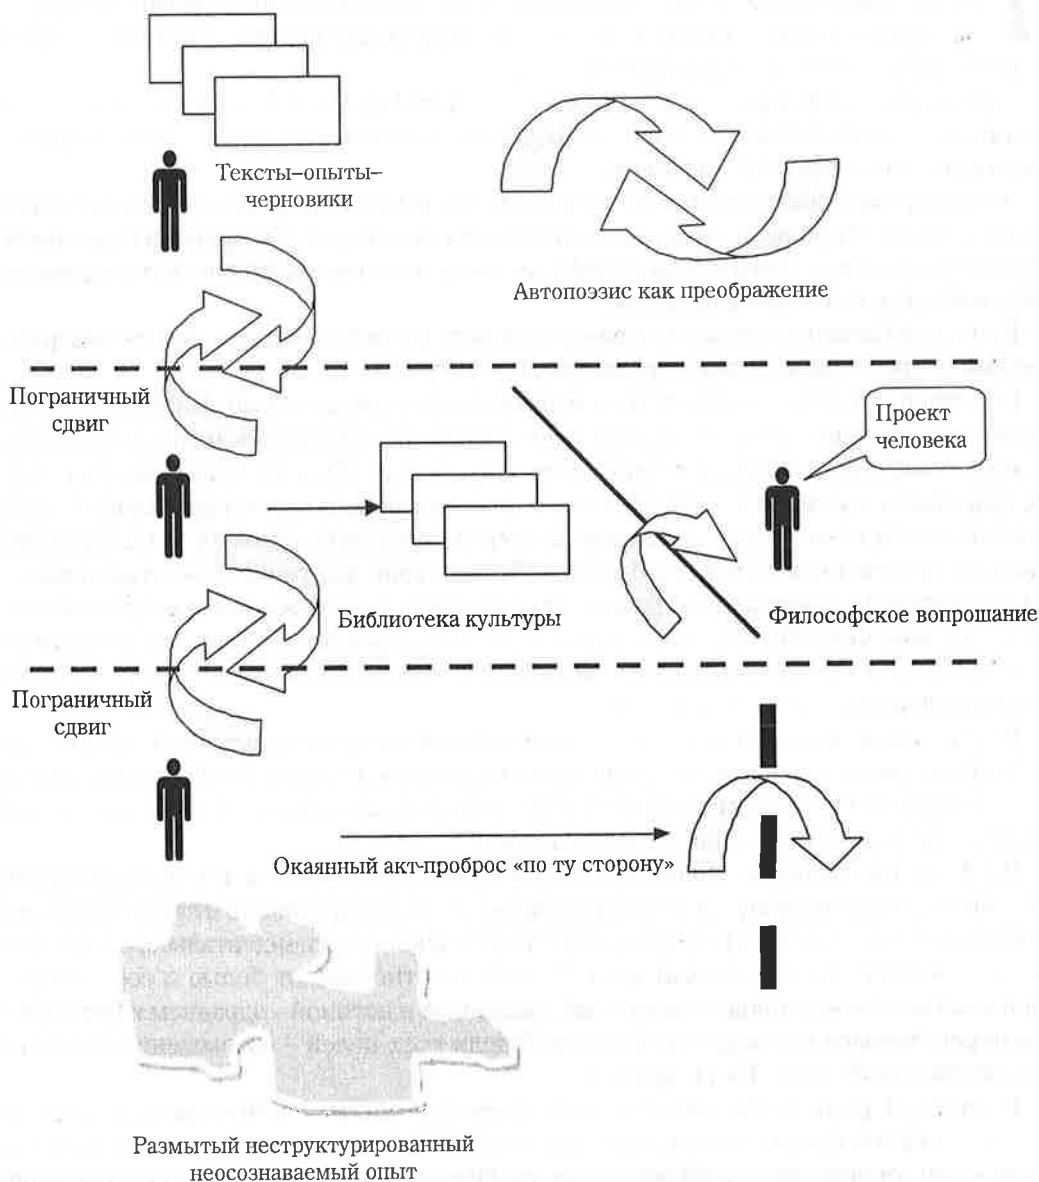 Тексты–опыты–
черновики
Автопоэзис как преображение
Пограничный
сдвиг
Проект
человека
Библиотека культуры
Философское вопрошание
Пограничный
сдвиг
Окаянный акт-проброс «по ту сторону»
Размытый неструктурированный
неосознаваемый опыт